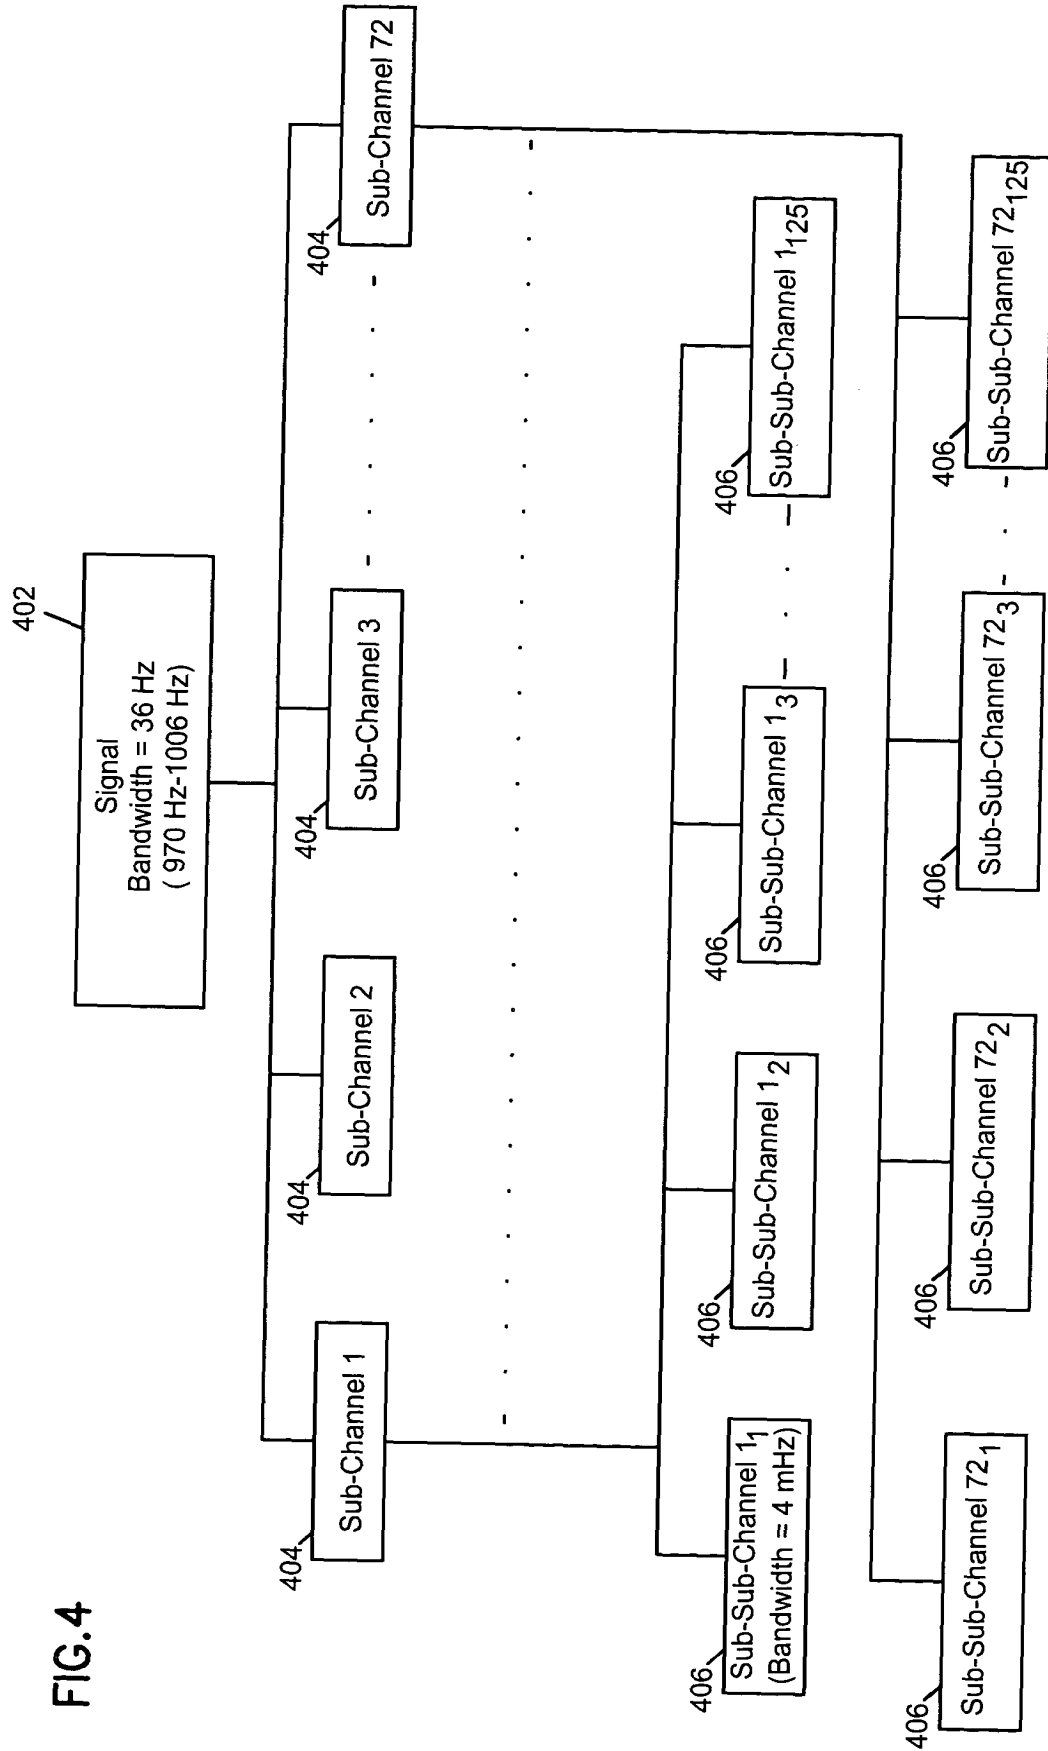 FIG.4
402
Signal
Bandwidth = 36 Hz
( 970 Hz-1006 Hz)
404
Sub-Channel 1
404
Sub-Channel 2
404
Sub-Channel 3
404
Sub-Channel 72
406
Sub-Sub-Channel 1₁
(Bandwidth = 4 mHz)
406
Sub-Sub-Channel 1₂
406
Sub-Sub-Channel 1₃
406
Sub-Sub-Channel 1₁₂₅
406
Sub-Sub-Channel 72₁
406
Sub-Sub-Channel 72₂
406
Sub-Sub-Channel 72₃
406
Sub-Sub-Channel 72₁₂₅